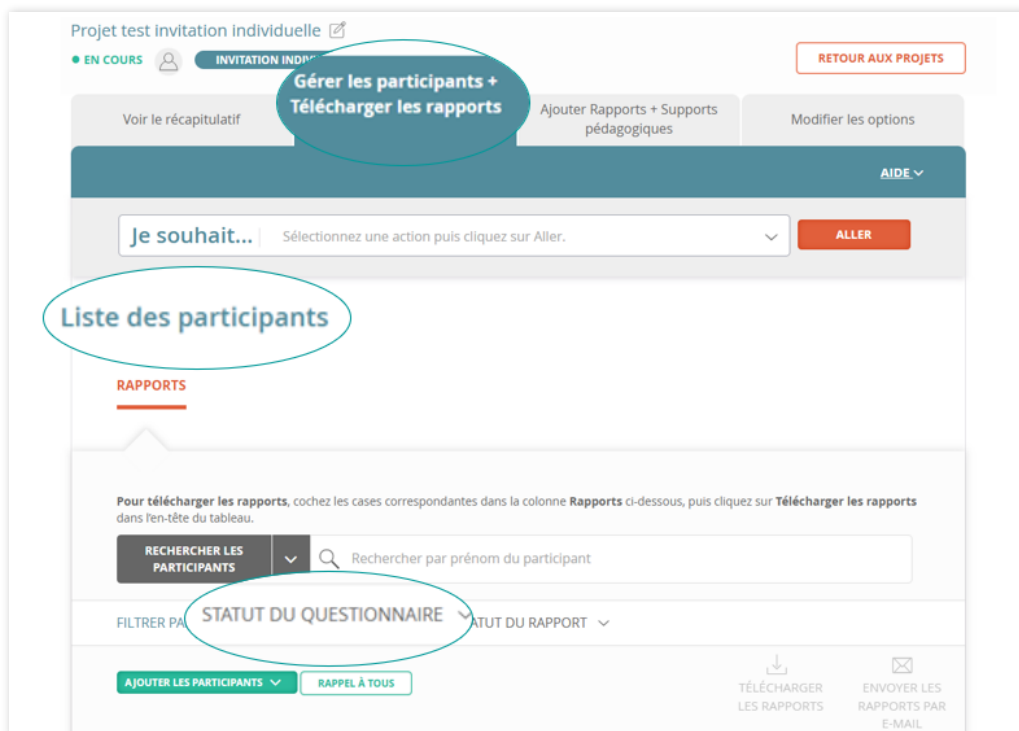 Projet test invitation individuelle
EN COURS INVITATION RETOUR AUX PROJETS
Voir le récapitulatif
Gérer les participants +
Télécharger les rapports
Ajouter Rapports + Supports
pédagogiques
Modifier les options
AIDE
Je souhait... Sélectionnez une action puis cliquez sur Aller. ALLER
Liste des participants
RAPPORTS
Pour télécharger les rapports, cochez les cases correspondantes dans la colonne Rapports ci-dessous, puis cliquez sur Télécharger les rapports
dans l'en-tête du tableau.
RECHERCHER LES
PARTICIPANTS
Rechercher par prénom du participant
FILTRER STATUT DU QUESTIONNAIRE DU RAPPORT
AJOUTER LES PARTICIPANTS RAPPEL À TOUS
TÉLÉCHARGER
LES RAPPORTS
ENVOYER LES
RAPPORTS PAR
E-MAIL